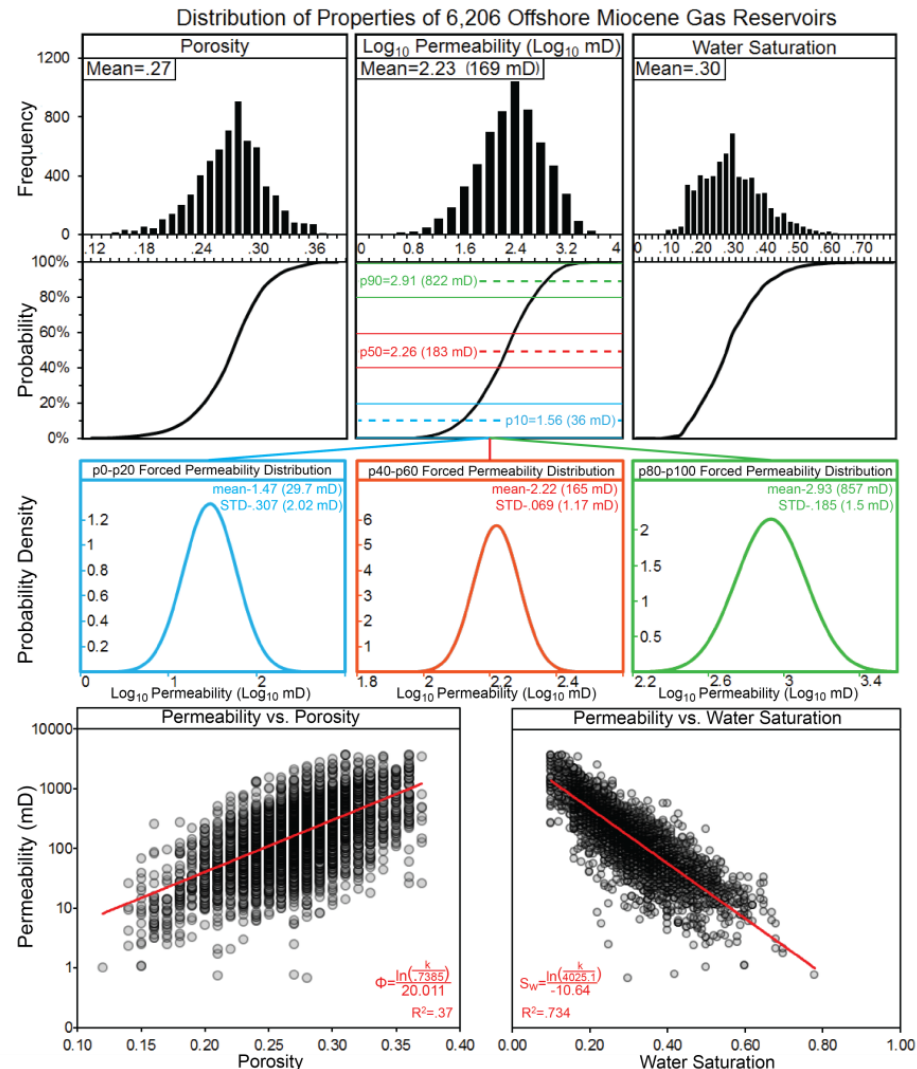 Distribution of Properties of 6,206 Offshore Miocene Gas Reservoirs
Porosity
Log10 Permeability (Log10 mD)
Water Saturation
Mean=.27
Mean=2.23 (169 mD)
Mean=.30
Frequency
1200
800
400
0
.12 .18 .24 .30 .36
0 .8 1.6 2.4 3.2 4
0 .10 .20 .30 .40 .50 .60 .70
Probability
100%
80%
60%
40%
20%
0%
p90=2.91 (822 mD)
p50=2.26 (183 mD)
p10=1.56 (36 mD)
Probability Density
p0-p20 Forced Permeability Distribution
mean-1.47 (29.7 mD)
STD-.307 (2.02 mD)
1.2
1
0.8
0.6
0.4
0.2
0 1 2
Log10 Permeability (Log10 mD)
p40-p60 Forced Permeability Distribution
mean-2.22 (165 mD)
STD-.069 (1.17 mD)
6
5
4
3
2
1
1.8 2 2.2 2.4
Log10 Permeability (Log10 mD)
p80-p100 Forced Permeability Distribution
mean-2.93 (857 mD)
STD-.185 (1.5 mD)
2
1.5
1
0.5
2.2 2.6 3 3.4
Log10 Permeability (Log10 mD)
Permeability vs. Porosity
Permeability (mD)
10000
1000
100
10
1
0
Φ=ln(k/.7385)/20.011
R²=.37
0.10 0.15 0.20 0.25 0.30 0.35 0.40
Porosity
Permeability vs. Water Saturation
Sw=ln(k/4025.1)/-10.64
R²=.734
0.00 0.20 0.40 0.60 0.80 1.00
Water Saturation